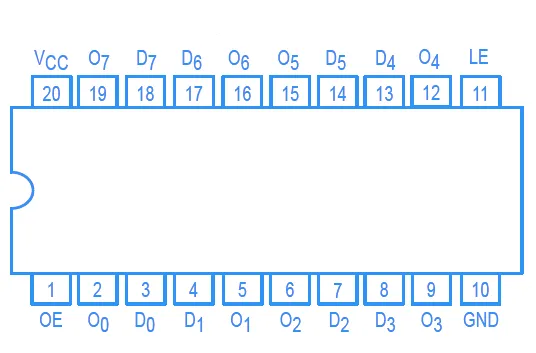 VCC O7 D7 D6 O6 O5 D5 D4 O4 LE
20 19 18 17 16 15 14 13 12 11
1 2 3 4 5 6 7 8 9 10
OE O0 D0 D1 O1 O2 D2 D3 O3 GND